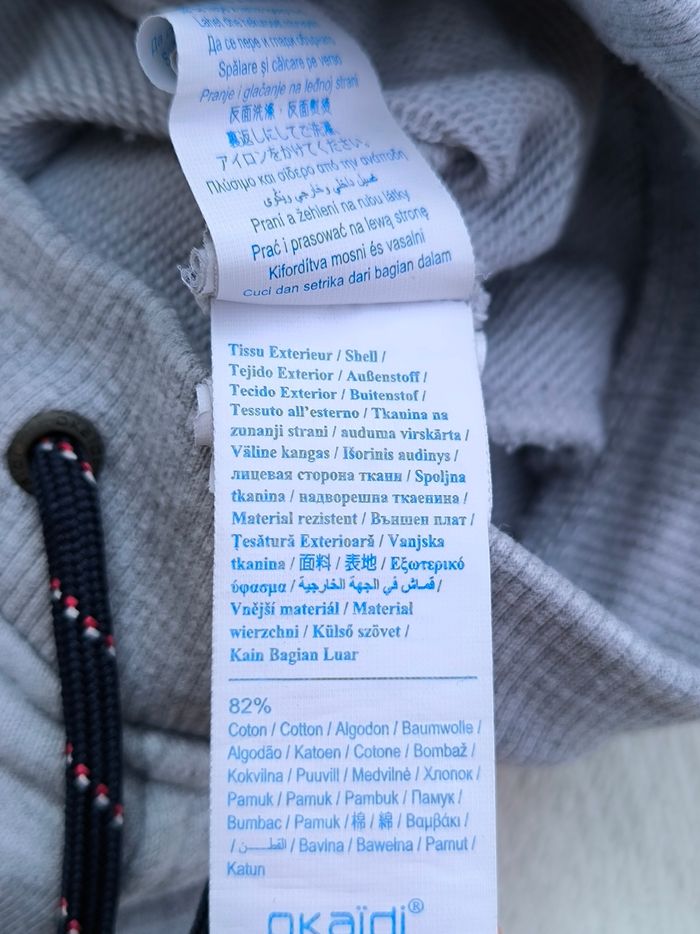 Да се пере и глади обърнат
Spălare și călcare pe verso
Pranje i glačanje na leđnoj strani
反面洗滌，反面熨燙
裏返しにしてご洗濯、
アイロンをかけてください。
Πλύσιμο και σίδερο από την ανάποδη
غسيل داخلي وخارجي ويكوى
Praní a žehlení na rubu látky
Prać i prasować na lewą stronę
Kifordítva mosni és vasalni
Cuci dan setrika dari bagian dalam
Tissu Exterieur / Shell /
Tejido Exterior / Außenstoff /
Tecido Exterior / Buitenstof /
Tessuto all'esterno / Tkanina na
zunanji strani / auduma virskārta /
Väline kangas / Išorinis audinys /
лицевая сторона ткани / Spoljna
tkanina / надворешна ткаенина /
Material rezistent / Външен плат /
Țesătură Exterioară / Vanjska
tkanina / 面料 / 表地 / Εξωτερικό
ύφασμα / قماش في الجهة الخارجية /
Vnější materiál / Material
wierzchni / Külső szövet /
Kain Bagian Luar
82%
Coton / Cotton / Algodon / Baumwolle /
Algodão / Katoen / Cotone / Bombaž /
Kokvilna / Puuvill / Medvilnė / Хлопок /
Pamuk / Pamuk / Pambuk / Памук /
Bumbac / Pamuk / 棉 / 綿 / Βαμβάκι /
/ القطــــن / Bavlna / Bawełna / Pamut /
Katun
okaïdi®